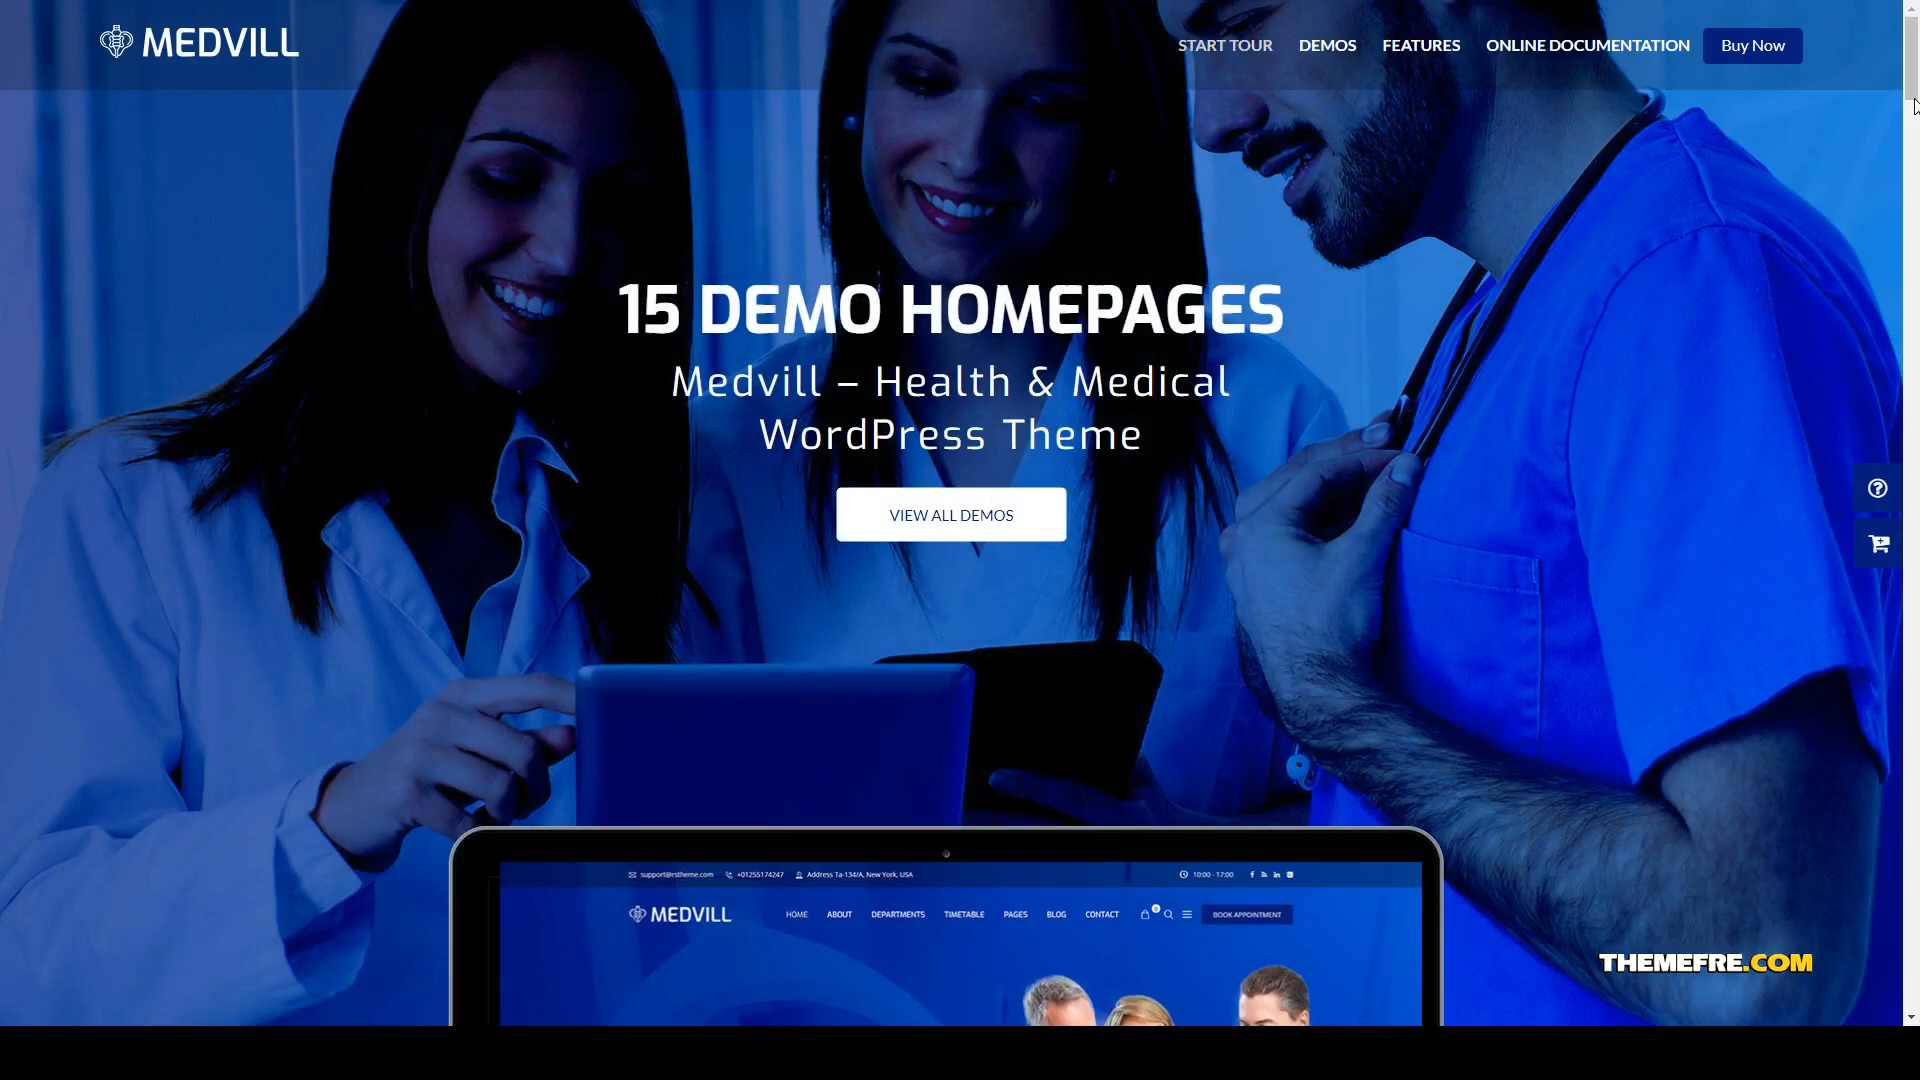 MEDVILL
START TOUR DEMOS FEATURES ONLINE DOCUMENTATION Buy Now
15 DEMO HOMEPAGES
Medvill – Health & Medical
WordPress Theme
VIEW ALL DEMOS
support@rstheme.com +01255174247 Address Ta-134/A, New York, USA 10:00 - 17:00
MEDVILL HOME ABOUT DEPARTMENTS TIMETABLE PAGES BLOG CONTACT 0 BOOK APPOINTMENT
THEMEFRE.COM